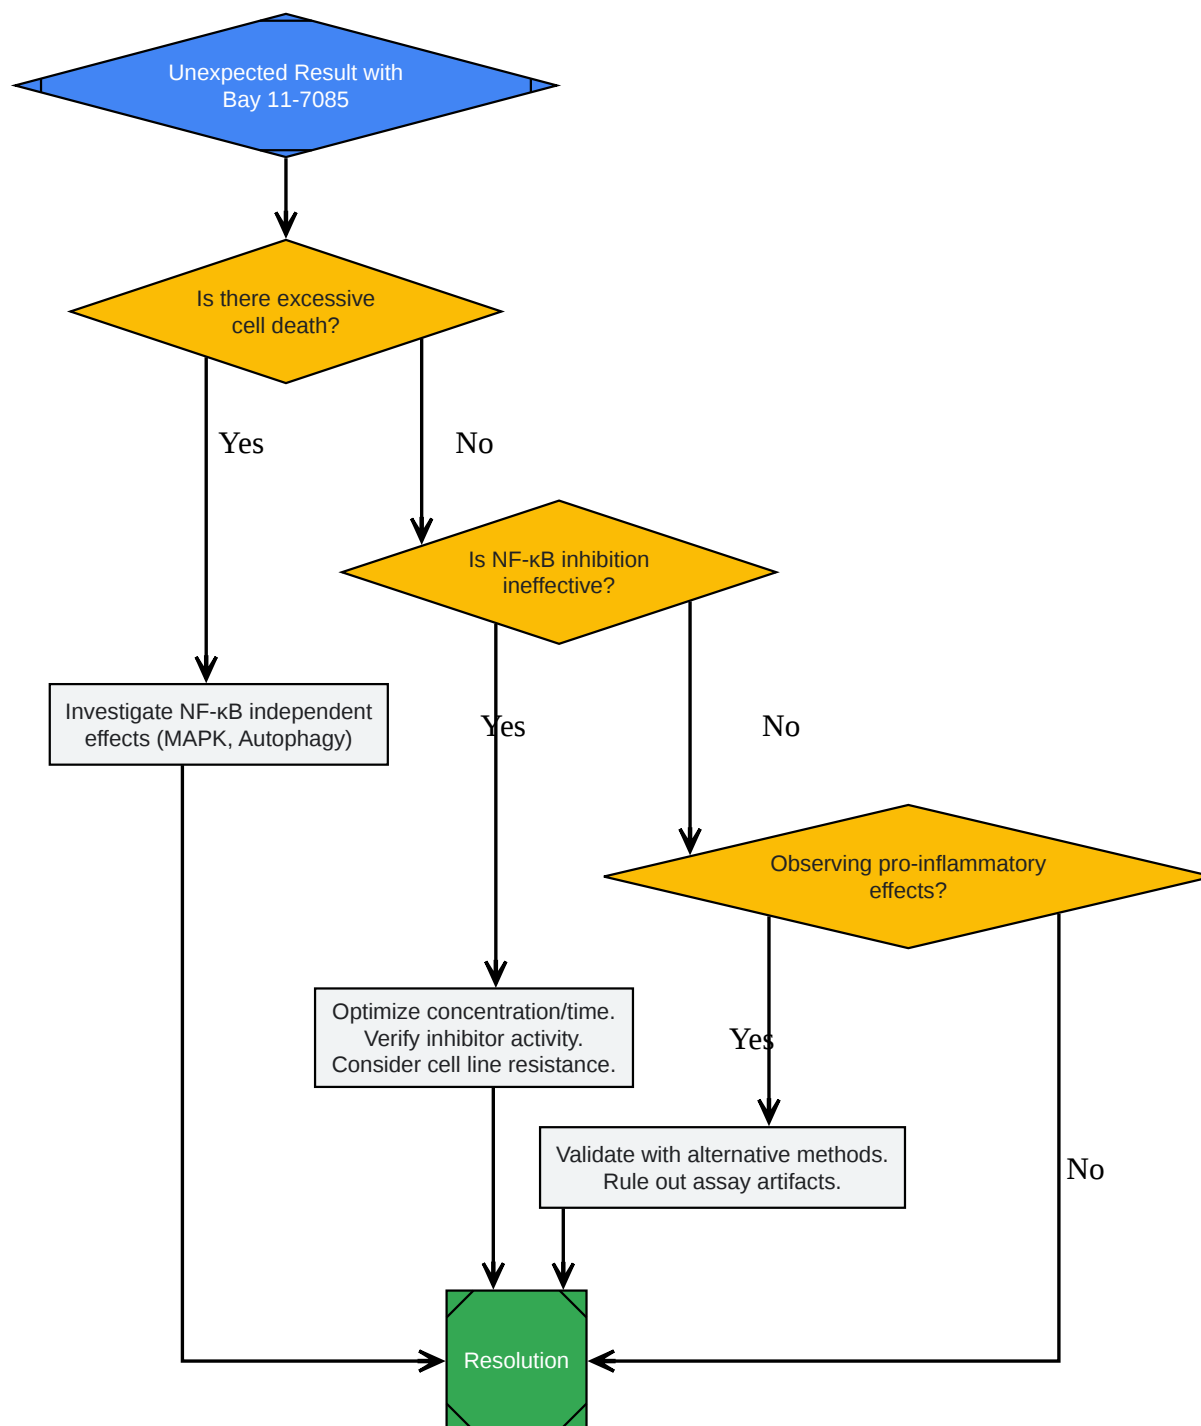 Unexpected Result with
Bay 11-7085
Is there excessive
cell death?
Yes
No
Is NF-κB inhibition
ineffective?
Investigate NF-κB independent
effects (MAPK, Autophagy)
Yes
No
Observing pro-inflammatory
effects?
Optimize concentration/time.
Verify inhibitor activity.
Consider cell line resistance.
Yes
Validate with alternative methods.
Rule out assay artifacts.
No
Resolution